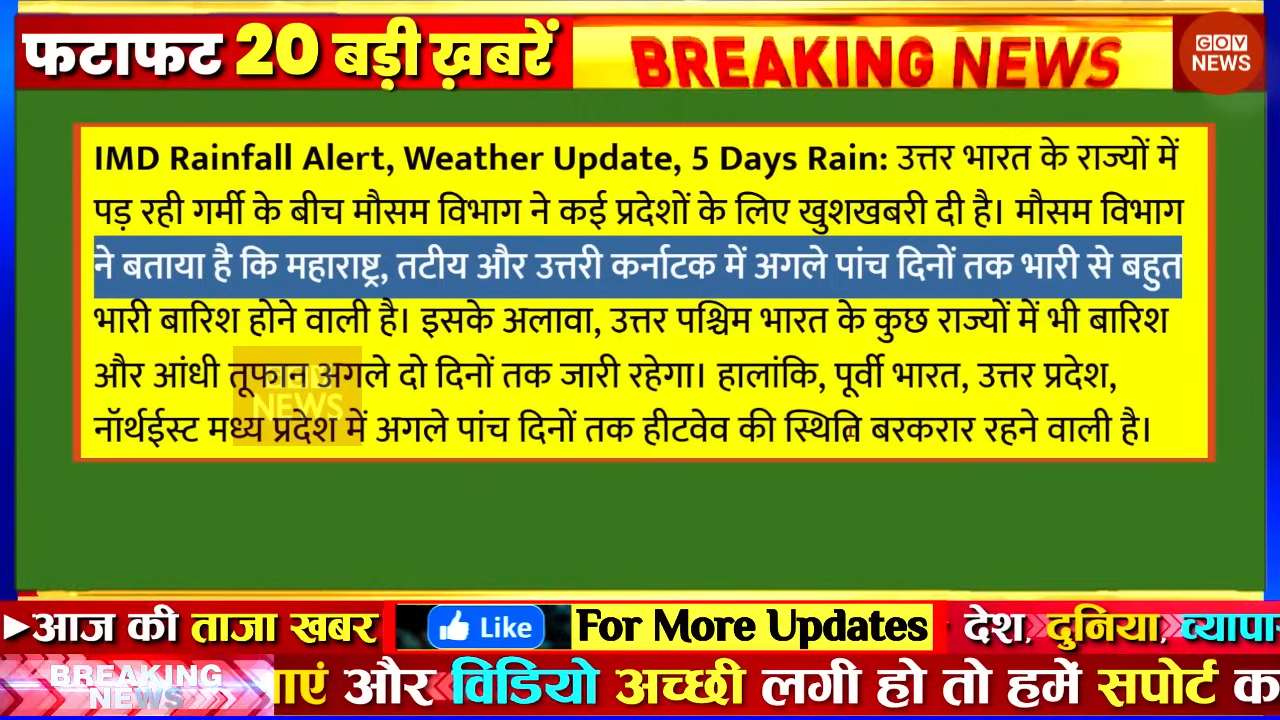 फटाफट 20 बड़ी ख़बरें
BREAKING NEWS
GOV
NEWS
IMD Rainfall Alert, Weather Update, 5 Days Rain: उत्तर भारत के राज्यों में
पड़ रही गर्मी के बीच मौसम विभाग ने कई प्रदेशों के लिए खुशखबरी दी है। मौसम विभाग
ने बताया है कि महाराष्ट्र, तटीय और उत्तरी कर्नाटक में अगले पांच दिनों तक भारी से बहुत
भारी बारिश होने वाली है। इसके अलावा, उत्तर पश्चिम भारत के कुछ राज्यों में भी बारिश
और आंधी तूफान अगले दो दिनों तक जारी रहेगा। हालांकि, पूर्वी भारत, उत्तर प्रदेश,
नॉर्थईस्ट मध्य प्रदेश में अगले पांच दिनों तक हीटवेव की स्थिति बरकरार रहने वाली है।
GOV
NEWS
आज की ताजा खबर
Like
For More Updates
देश, दुनिया,
BREAKING
NEWS
और विडियो अच्छी लगी हो तो हमें सपोर्ट